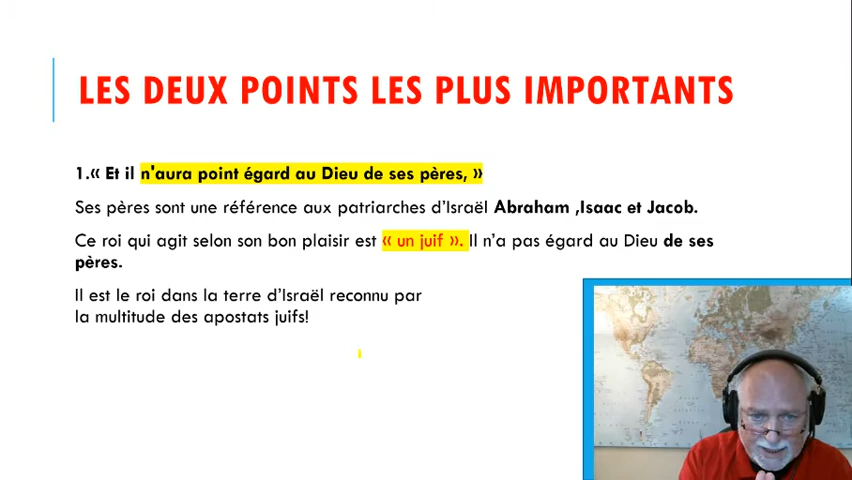 LES DEUX POINTS LES PLUS IMPORTANTS
1.« Et il n'aura point égard au Dieu de ses pères, »
Ses pères sont une référence aux patriarches d'Israël Abraham ,Isaac et Jacob.
Ce roi qui agit selon son bon plaisir est « un juif ». Il n'a pas égard au Dieu de ses
pères.
Il est le roi dans la terre d'Israël reconnu par
la multitude des apostats juifs!